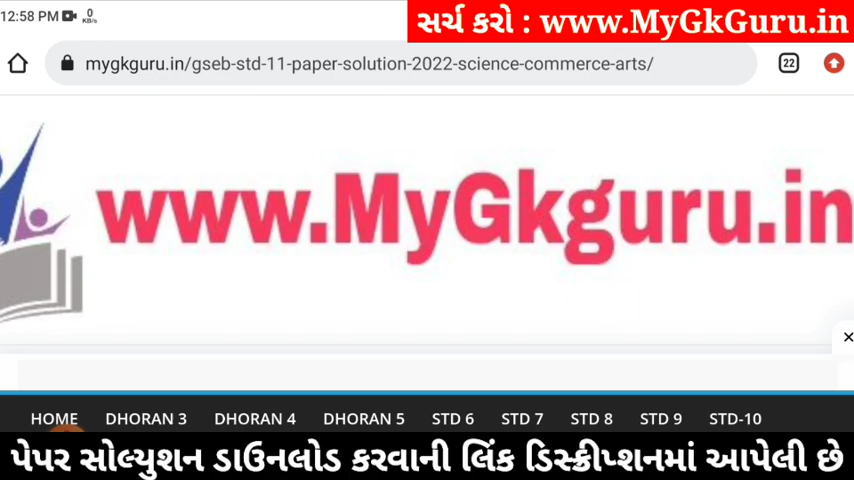 12:58 PM 0 KB/s
સર્ચ કરો : www.MyGkGuru.in
mygkguru.in/gseb-std-11-paper-solution-2022-science-commerce-arts/
22
www.MyGkguru.in
HOME DHORAN 3 DHORAN 4 DHORAN 5 STD 6 STD 7 STD 8 STD 9 STD-10
પેપર સોલ્યુશન ડાઉનલોડ કરવાની લિંક ડિસ્ક્રીપ્શનમાં આપેલી છે